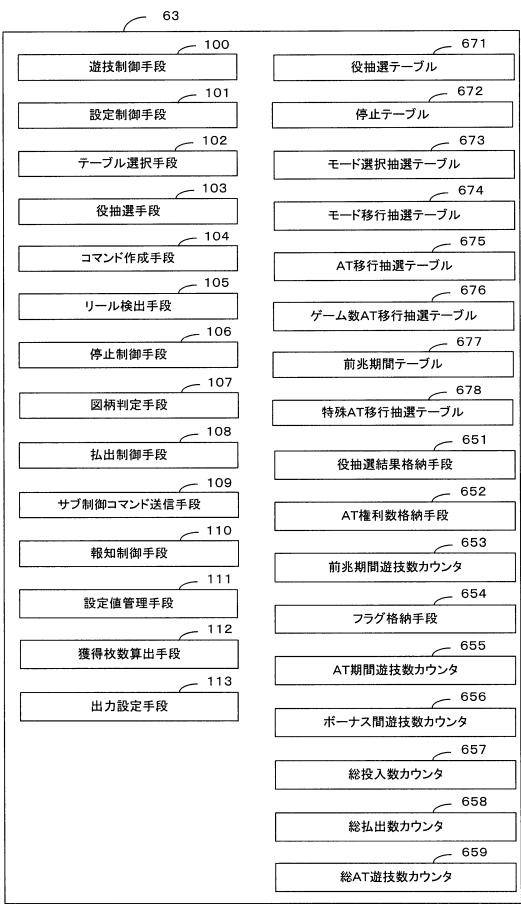 63
100
遊技制御手段
101
設定制御手段
102
テーブル選択手段
103
役抽選手段
104
コマンド作成手段
105
リール検出手段
106
停止制御手段
107
図柄判定手段
108
払出制御手段
109
サブ制御コマンド送信手段
110
報知制御手段
111
設定値管理手段
112
獲得枚数算出手段
113
出力設定手段
671
役抽選テーブル
672
停止テーブル
673
モード選択抽選テーブル
674
モード移行抽選テーブル
675
AT移行抽選テーブル
676
ゲーム数AT移行抽選テーブル
677
前兆期間テーブル
678
特殊AT移行抽選テーブル
651
役抽選結果格納手段
652
AT権利数格納手段
653
前兆期間遊技数カウンタ
654
フラグ格納手段
655
AT期間遊技数カウンタ
656
ボーナス間遊技数カウンタ
657
総投入数カウンタ
658
総払出数カウンタ
659
総AT遊技数カウンタ